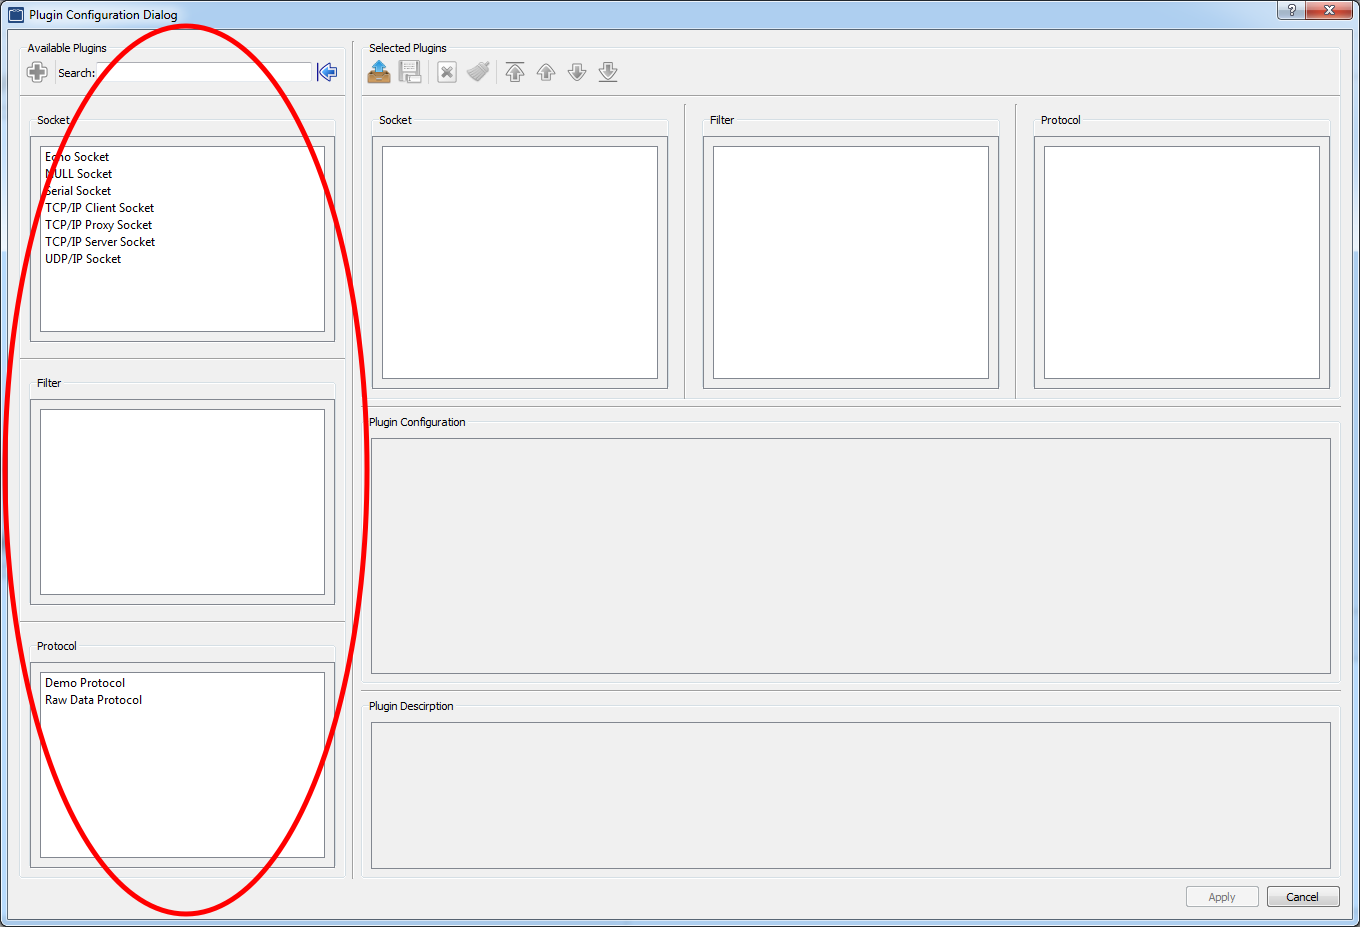 Plugin Configuration Dialog
?
Available Plugins
Search:
Socket
Echo Socket
NULL Socket
Serial Socket
TCP/IP Client Socket
TCP/IP Proxy Socket
TCP/IP Server Socket
UDP/IP Socket
Filter
Protocol
Demo Protocol
Raw Data Protocol
Selected Plugins
Socket
Filter
Protocol
Plugin Configuration
Plugin Descirption
Apply
Cancel